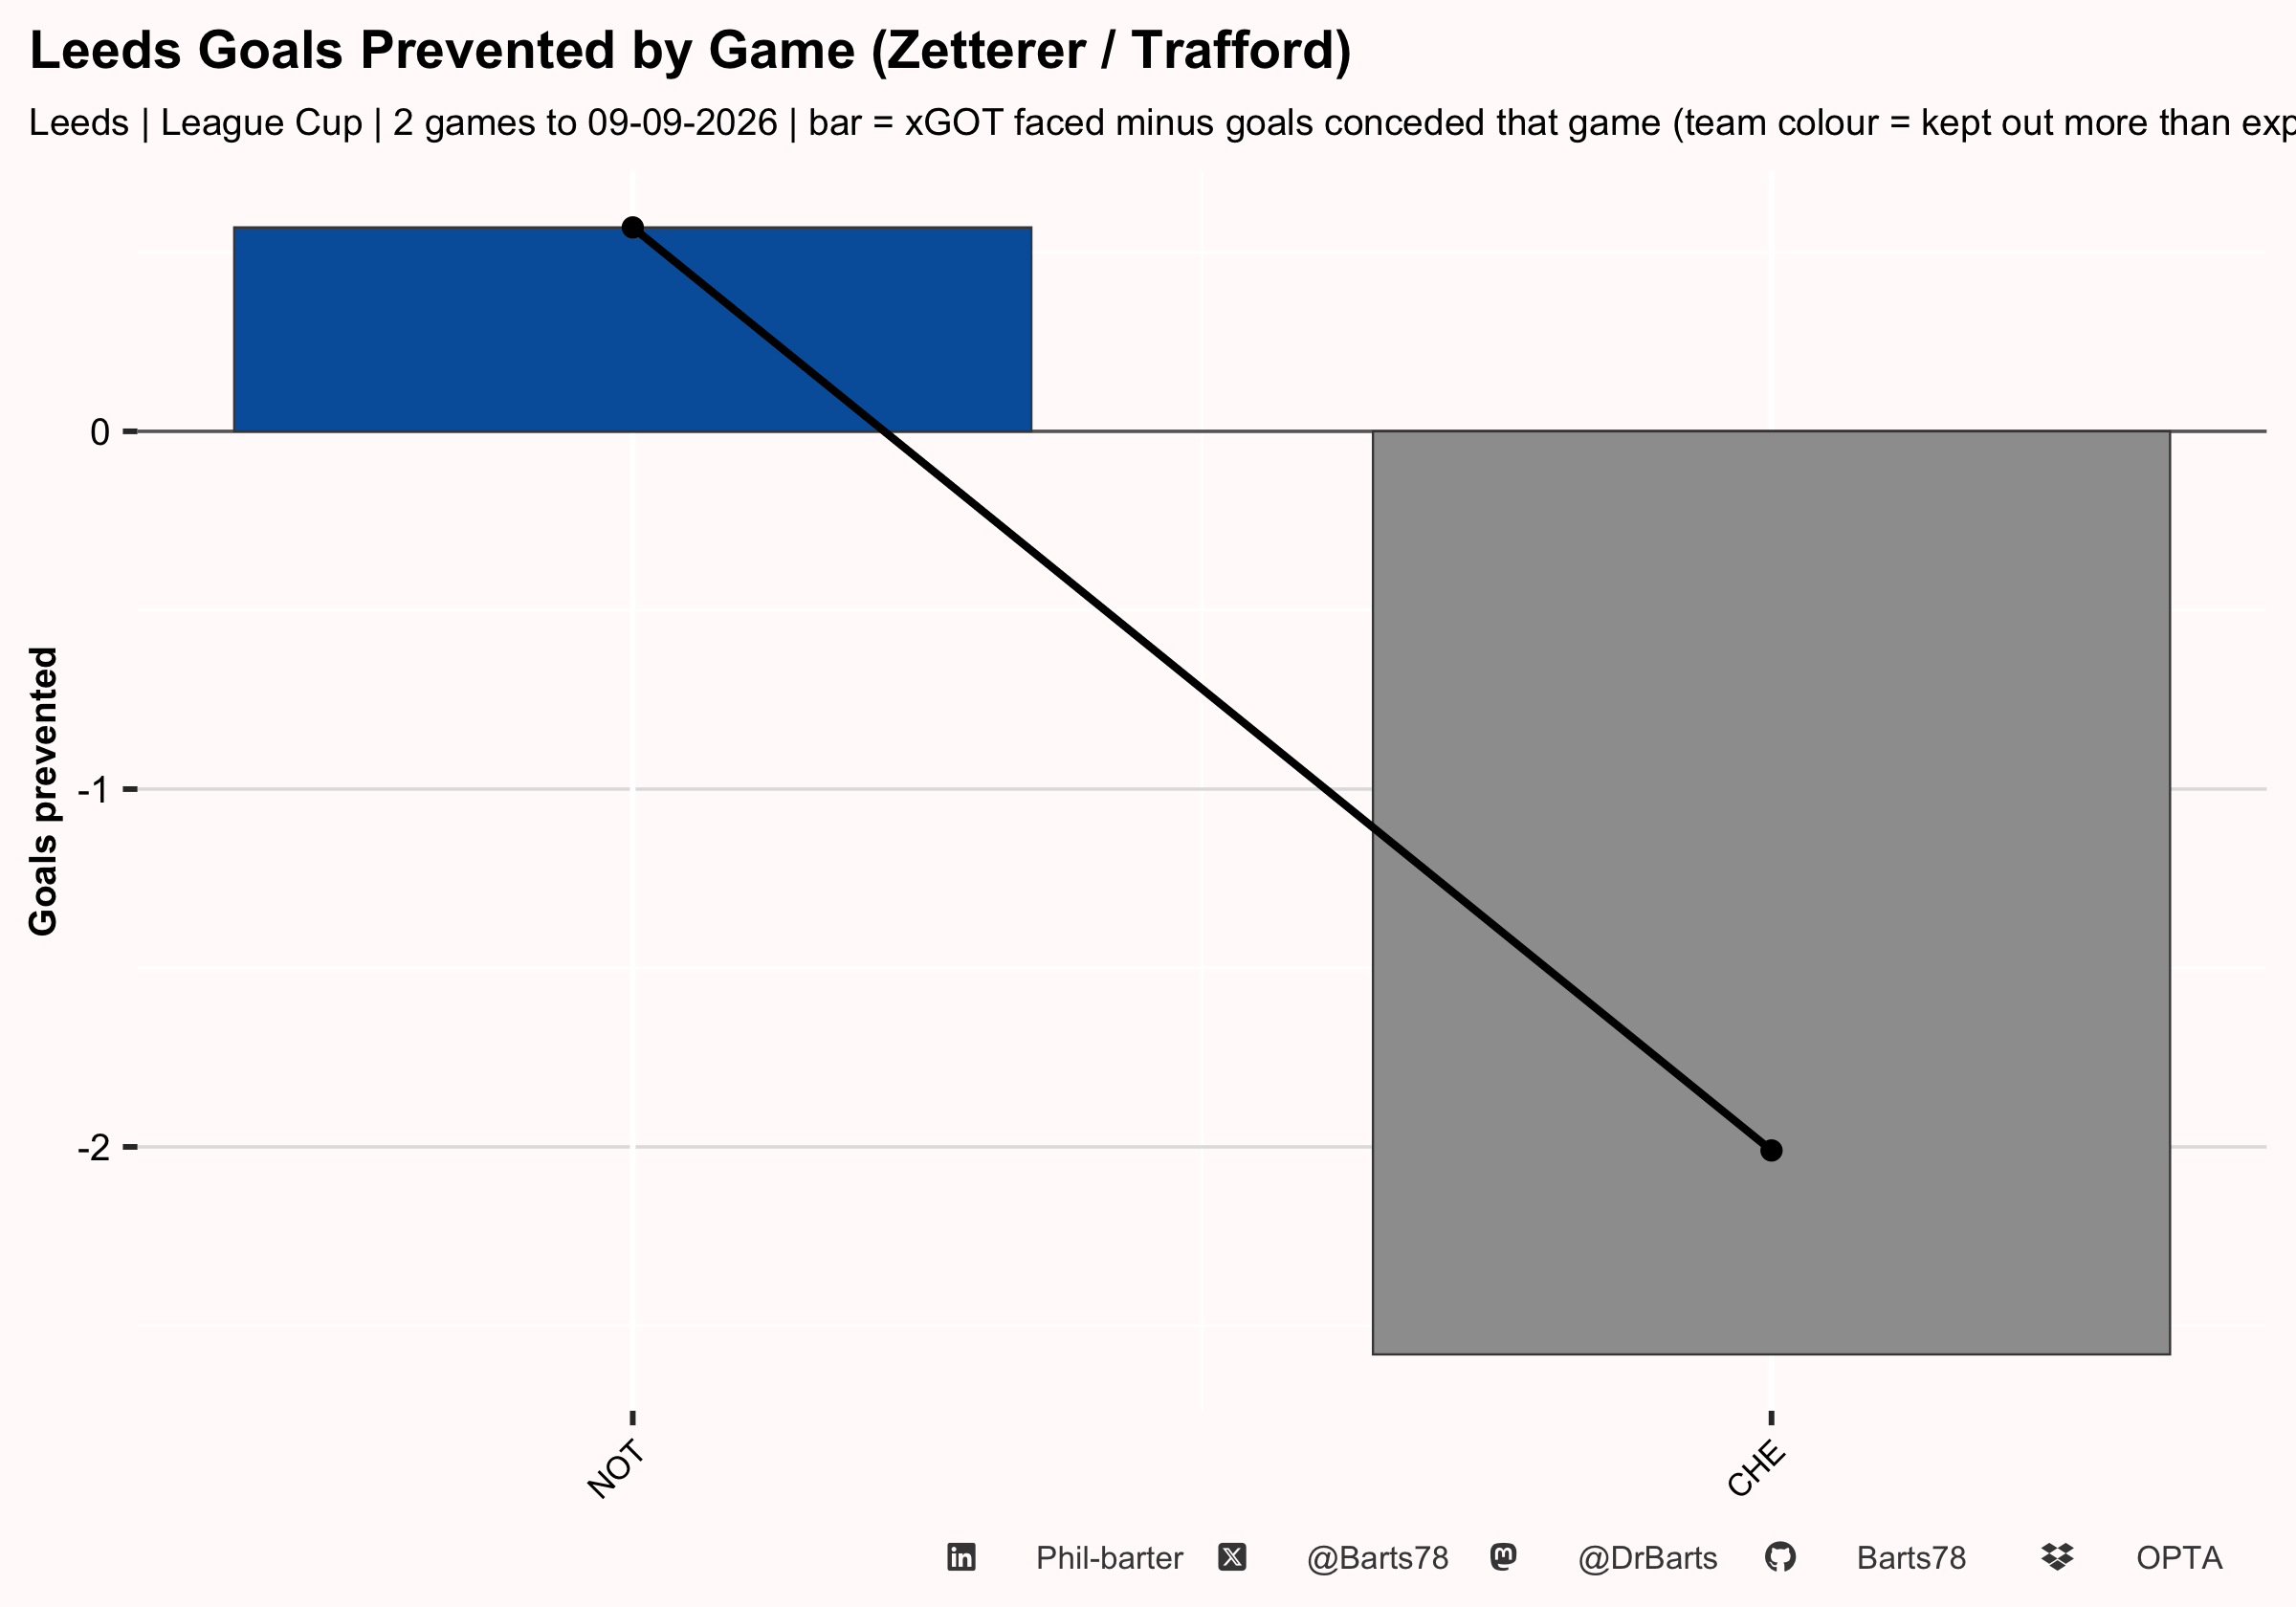 Leeds Goals Prevented by Game (Zetterer / Trafford)
Leeds | League Cup | 2 games to 09-09-2026 | bar = xGOT faced minus goals conceded that game (team colour = kept out more than exp
Goals prevented
0
-1
-2
NOT
CHE
Phil-barter @Barts78 @DrBarts Barts78 OPTA